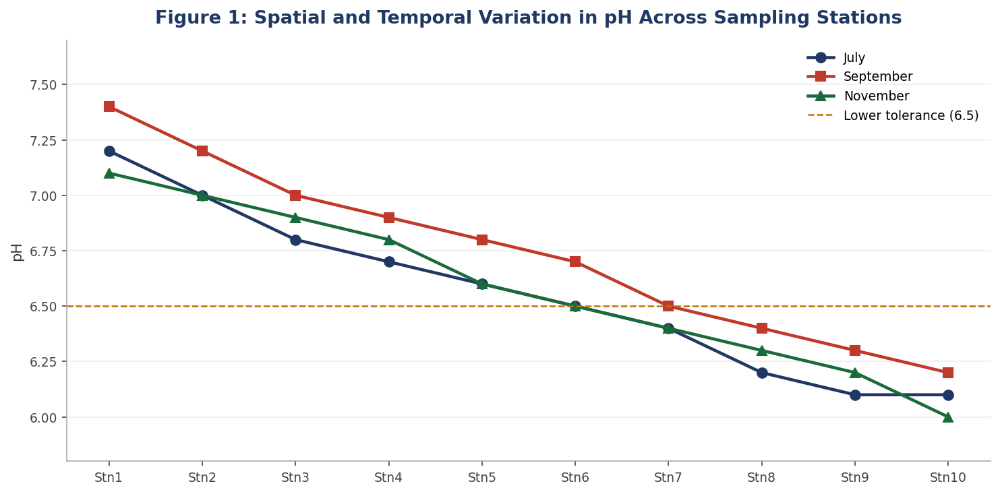 Figure 1: Spatial and Temporal Variation in pH Across Sampling Stations
July
September
November
Lower tolerance (6.5)
pH
7.50
7.25
7.00
6.75
6.50
6.25
6.00
Stn1 Stn2 Stn3 Stn4 Stn5 Stn6 Stn7 Stn8 Stn9 Stn10